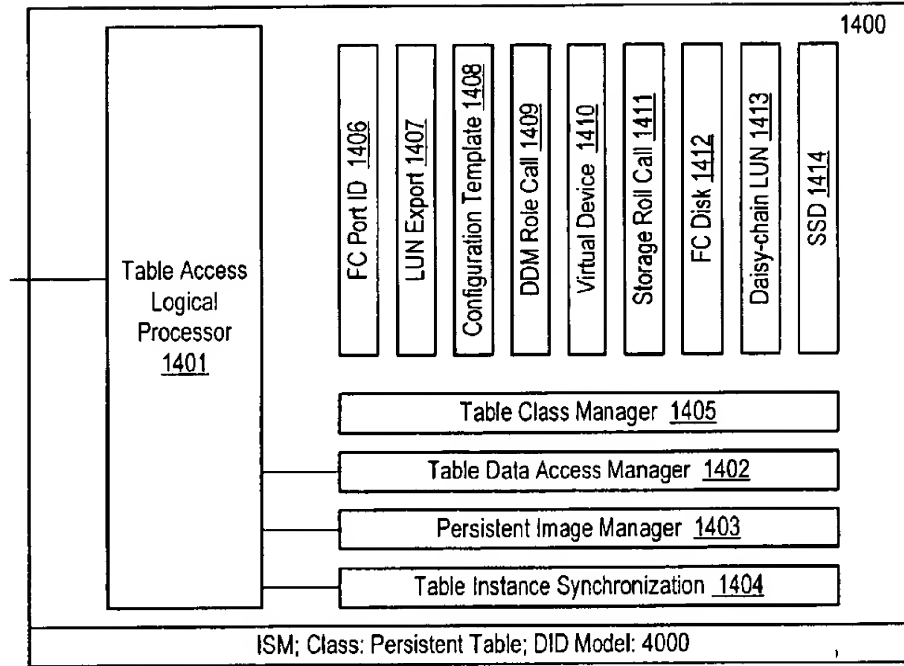 1400
FC Port ID 1406
LUN Export 1407
Configuration Template 1408
DDM Role Call 1409
Virtual Device 1410
Storage Roll Call 1411
FC Disk 1412
Daisy-chain LUN 1413
SSD 1414
Table Access
Logical
Processor
1401
Table Class Manager 1405
Table Data Access Manager 1402
Persistent Image Manager 1403
Table Instance Synchronization 1404
ISM; Class: Persistent Table; DID Model: 4000